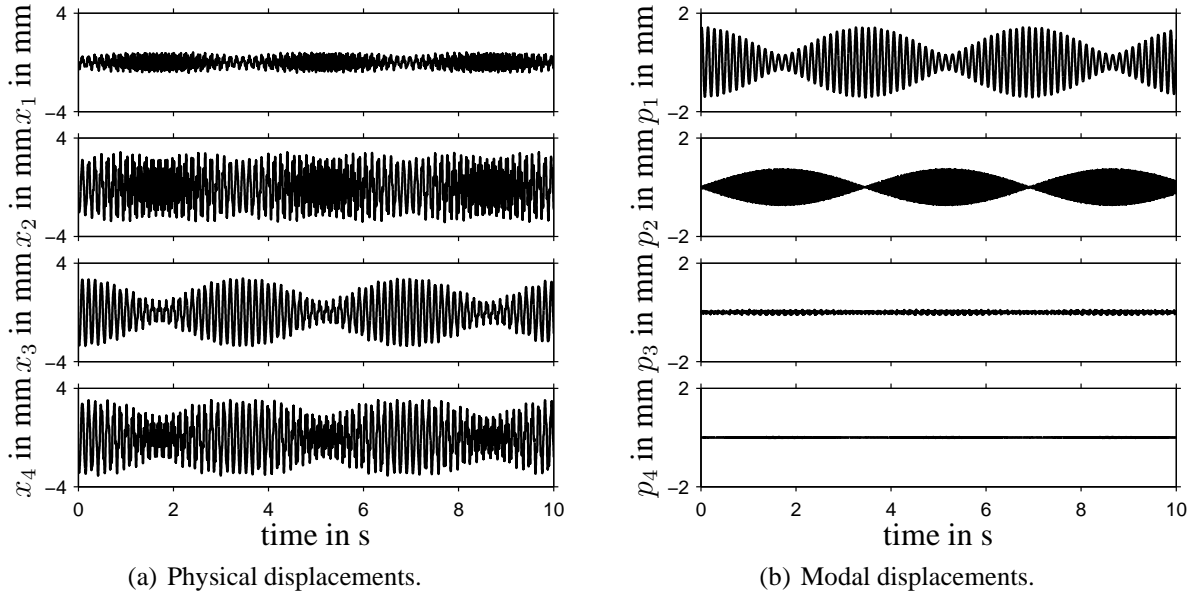 4
−4
x1 in mm
4
−4
x2 in mm
4
−4
x3 in mm
4
−4
x4 in mm
0 2 4 6 8 10
time in s
(a) Physical displacements.
2
−2
p1 in mm
2
−2
p2 in mm
2
−2
p3 in mm
2
−2
p4 in mm
0 2 4 6 8 10
time in s
(b) Modal displacements.